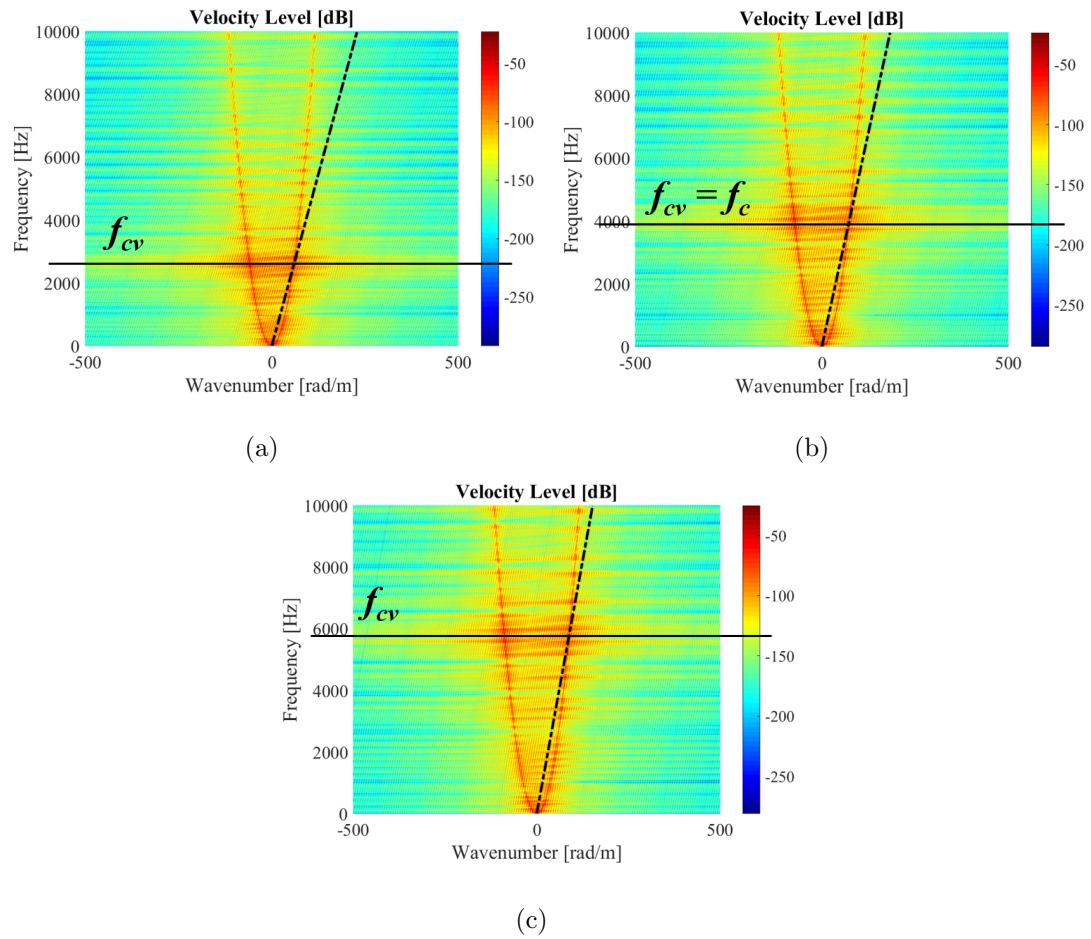 Velocity Level [dB]
10000
8000
6000
4000
2000
0
Frequency [Hz]
-500
0
500
Wavenumber [rad/m]
-50
-100
-150
-200
-250
f_cv
(a)
Velocity Level [dB]
10000
8000
6000
4000
2000
0
Frequency [Hz]
-500
0
500
Wavenumber [rad/m]
-50
-100
-150
-200
-250
f_cv = f_c
(b)
Velocity Level [dB]
10000
8000
6000
4000
2000
0
Frequency [Hz]
-500
0
500
Wavenumber [rad/m]
-50
-100
-150
-200
-250
f_cv
(c)